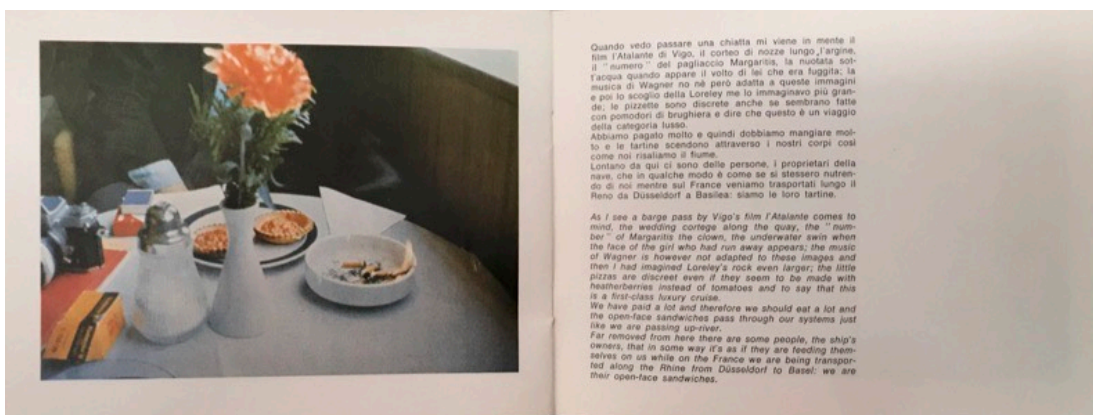 Quando vedo passare una chiatta mi viene in mente il
film l'Atalante di Vigo, il corteo di nozze lungo l'argine,
il "numero" del pagliaccio Margaritis, la nuotata sot-
t'acqua quando appare il volto di lei che era fuggita; la
musica di Wagner no nè però adatta a queste immagini
e poi lo scoglio della Loreley me lo immaginavo più gran-
de; le pizzette sono discrete anche se sembrano fatte
con pomodori di brughiera e dire che questo è un viaggio
della categoria lusso.
Abbiamo pagato molto e quindi dobbiamo mangiare mol-
to e le tartine scendono attraverso i nostri corpi così
come noi risaliamo il fiume.
Lontano da qui ci sono delle persone, i proprietari della
nave, che in qualche modo è come se si stessero nutren-
do di noi mentre sul France veniamo trasportati lungo il
Reno da Düsseldorf a Basilea: siamo le loro tartine.
As I see a barge pass by Vigo's film l'Atalante comes to
mind, the wedding cortege along the quay, the "num-
ber" of Margaritis the clown, the underwater swin when
the face of the girl who had run away appears; the music
of Wagner is however not adapted to these images and
then I had imagined Loreley's rock even larger; the little
pizzas are discreet even if they seem to be made with
heatherberries instead of tomatoes and to say that this
is a first-class luxury cruise.
We have paid a lot and therefore we should eat a lot and
the open-face sandwiches pass through our systems just
like we are passing up-river.
Far removed from here there are some people, the ship's
owners, that in some way it's as if they are feeding them-
selves on us while on the France we are being transpor-
ted along the Rhine from Düsseldorf to Basel: we are
their open-face sandwiches.